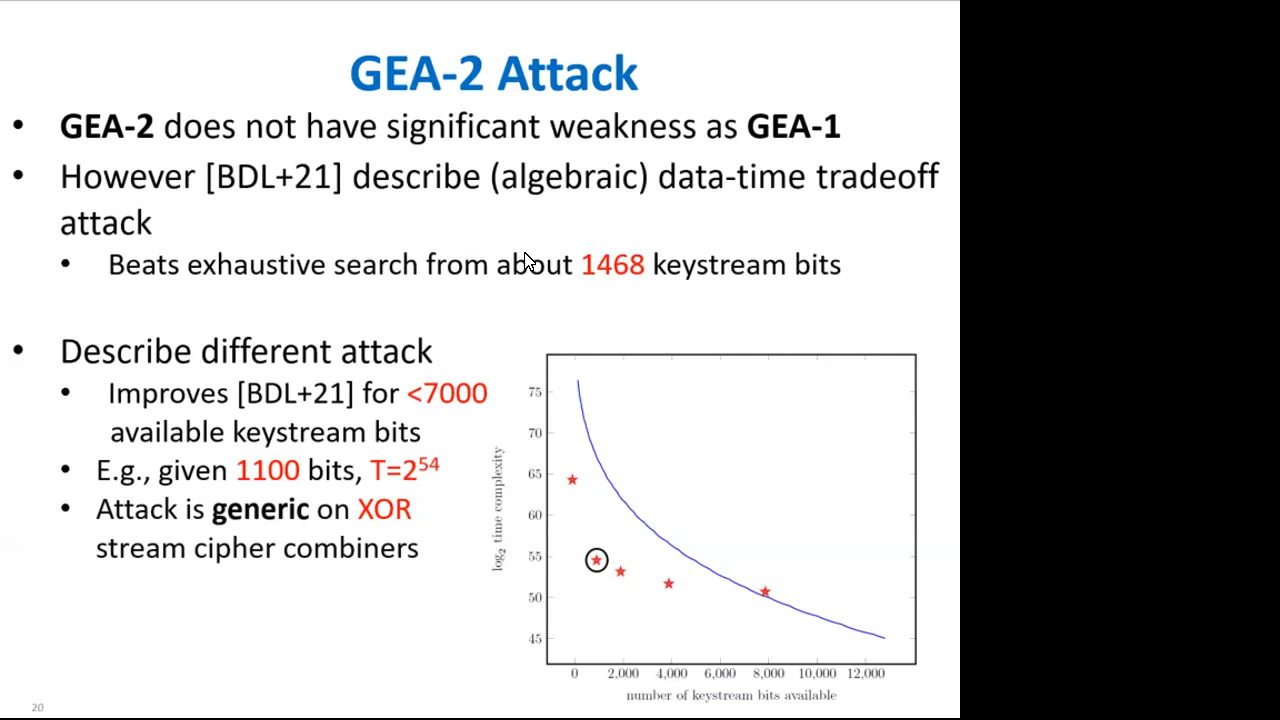 GEA-2 Attack
• GEA-2 does not have significant weakness as GEA-1
• However [BDL+21] describe (algebraic) data-time tradeoff
attack
• Beats exhaustive search from about 1468 keystream bits
• Describe different attack
• Improves [BDL+21] for <7000
available keystream bits
• E.g., given 1100 bits, T=2⁵⁴
• Attack is generic on XOR
stream cipher combiners
log₂ time complexity
75
70
65
60
55
50
45
0 2,000 4,000 6,000 8,000 10,000 12,000
number of keystream bits available
20